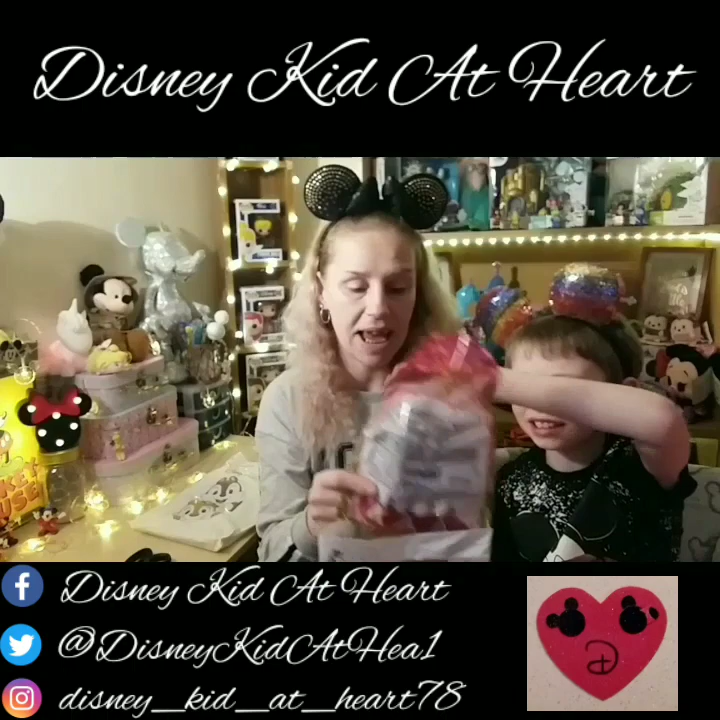 Disney Kid At Heart
Disney Kid At Heart
@DisneyKidAtHea1
disney_kid_at_heart78